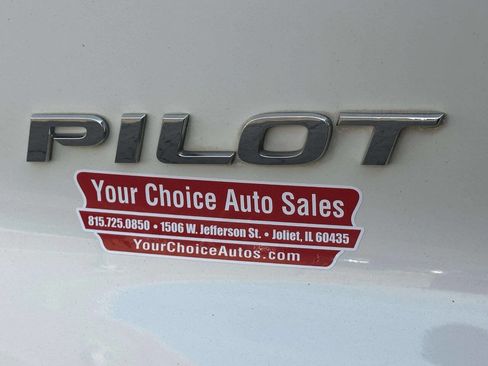 PILOT
Your Choice Auto Sales
815.725.0850 • 1506 W. Jefferson St. • Joliet, IL 60435
YourChoiceAutos.com